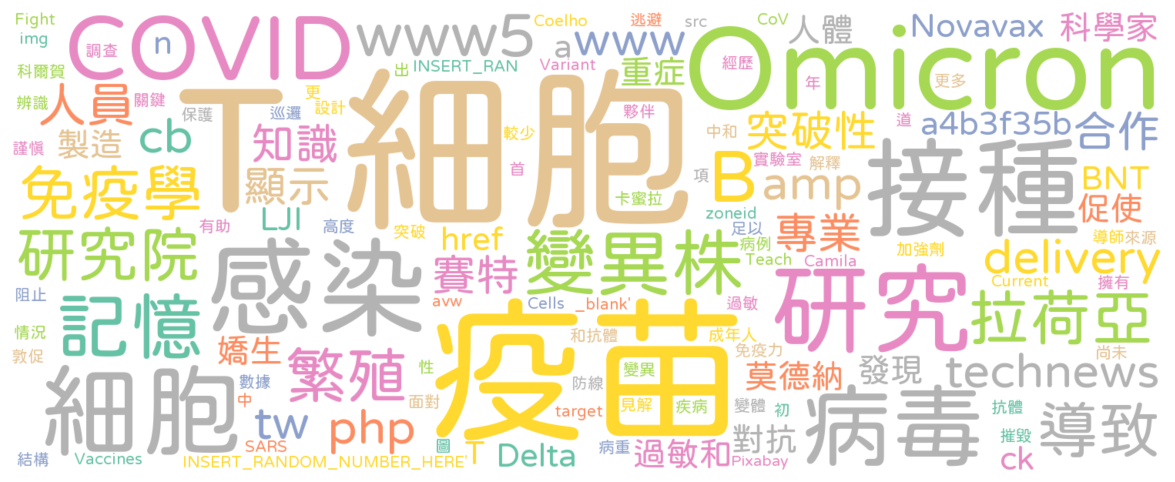 Fight
img
調查
n
COVID
www5
a
www
Coelho
逃避
src
CoV
人體
Novavax
科學家
科爾賀
出
INSERT_RAN
Variant
重症
Omicron
經歷
年
更多
辨識
關鍵
人員
保護
巡邏
更
設計
T細胞
夥伴
謹慎
製造
cb
知識
較少
首
中和
突破性
道
a4b3f35b
合作
實驗室
解釋
項
接種
免疫學
顯示
卡蜜拉
B
amp
BNT
促使
有助
LJI
高度
zoneid
足以
研究院
感染
突破
href
變異株
病例
Teach
專業
Camila
加強劑
導師
來源
delivery
阻止
記憶
賽特
avw
Cells
_blank'
過敏
研究
Current
擁有
拉荷亞
情況
敦促
嬌生
疫苗
和抗體
成年人
免疫力
尚未
細胞
數據
中
繁殖
性
面對
防線
變異
見解
疾病
target
莫德納
發現
technews
變體
初
病毒
抗體
導致
tw
php
SARS
圖
T
Delta
病重
過敏和
對抗
摧毀
ck
結構
Vaccines
INSERT_RANDOM_NUMBER_HERE'
Pixabay